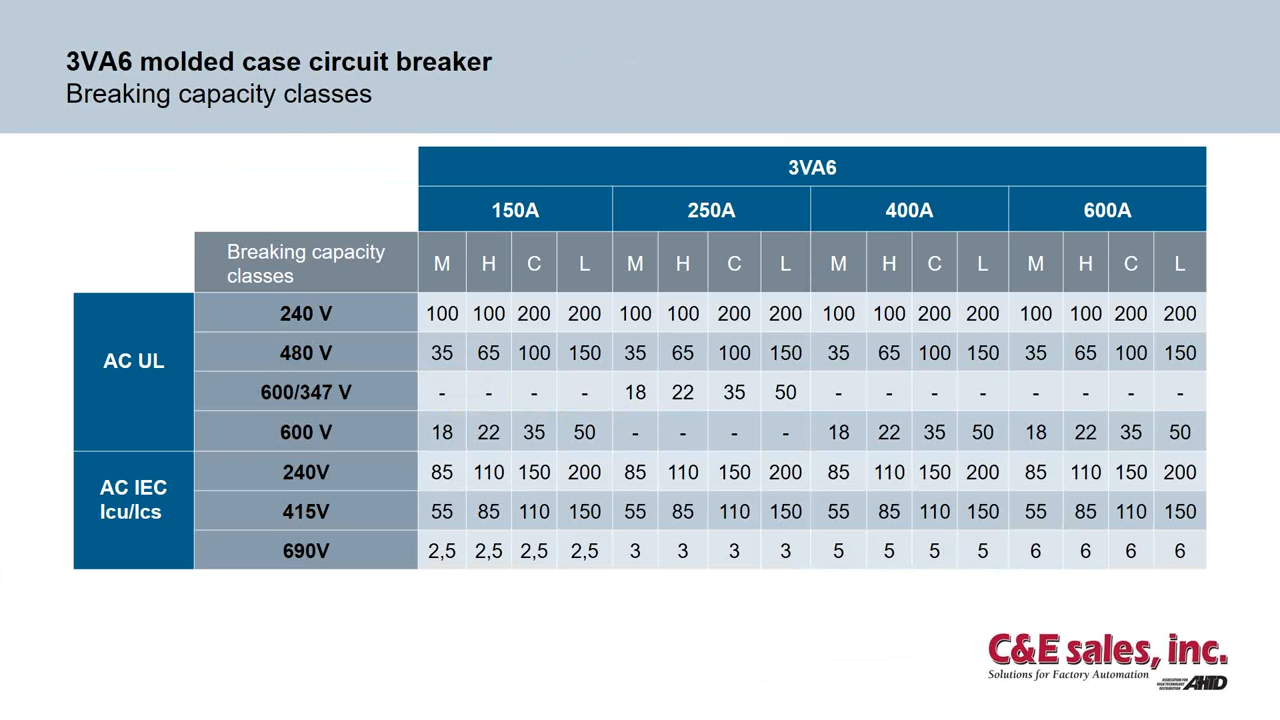 3VA6 molded case circuit breaker
Breaking capacity classes
3VA6
150A 250A 400A 600A
Breaking capacity
classes
M H C L M H C L M H C L M H C L
AC UL
240 V 100 100 200 200 100 100 200 200 100 100 200 200 100 100 200 200
480 V 35 65 100 150 35 65 100 150 35 65 100 150 35 65 100 150
600/347 V - - - - 18 22 35 50 - - - - - - - -
600 V 18 22 35 50 - - - - 18 22 35 50 18 22 35 50
AC IEC
Icu/Ics
240V 85 110 150 200 85 110 150 200 85 110 150 200 85 110 150 200
415V 55 85 110 150 55 85 110 150 55 85 110 150 55 85 110 150
690V 2,5 2,5 2,5 2,5 3 3 3 3 5 5 5 5 6 6 6 6
C&E sales, inc.
Solutions for Factory Automation
ASSOCIATION FOR
HIGH TECHNOLOGY
DISTRIBUTION
AHTD